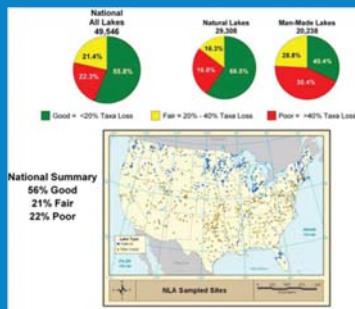 National
All Lakes
49,546
Natural Lakes
29,308
Man-Made Lakes
20,238
21.4%
55.8%
22.3%
16.3%
16.8%
28.8%
40.4%
30.4%
Good = <20% Taxa Loss
Fair = 20% - 40% Taxa Loss
Poor = >40% Taxa Loss
National Summary
56% Good
21% Fair
22% Poor
Lake Type
NLA Sampled Sites